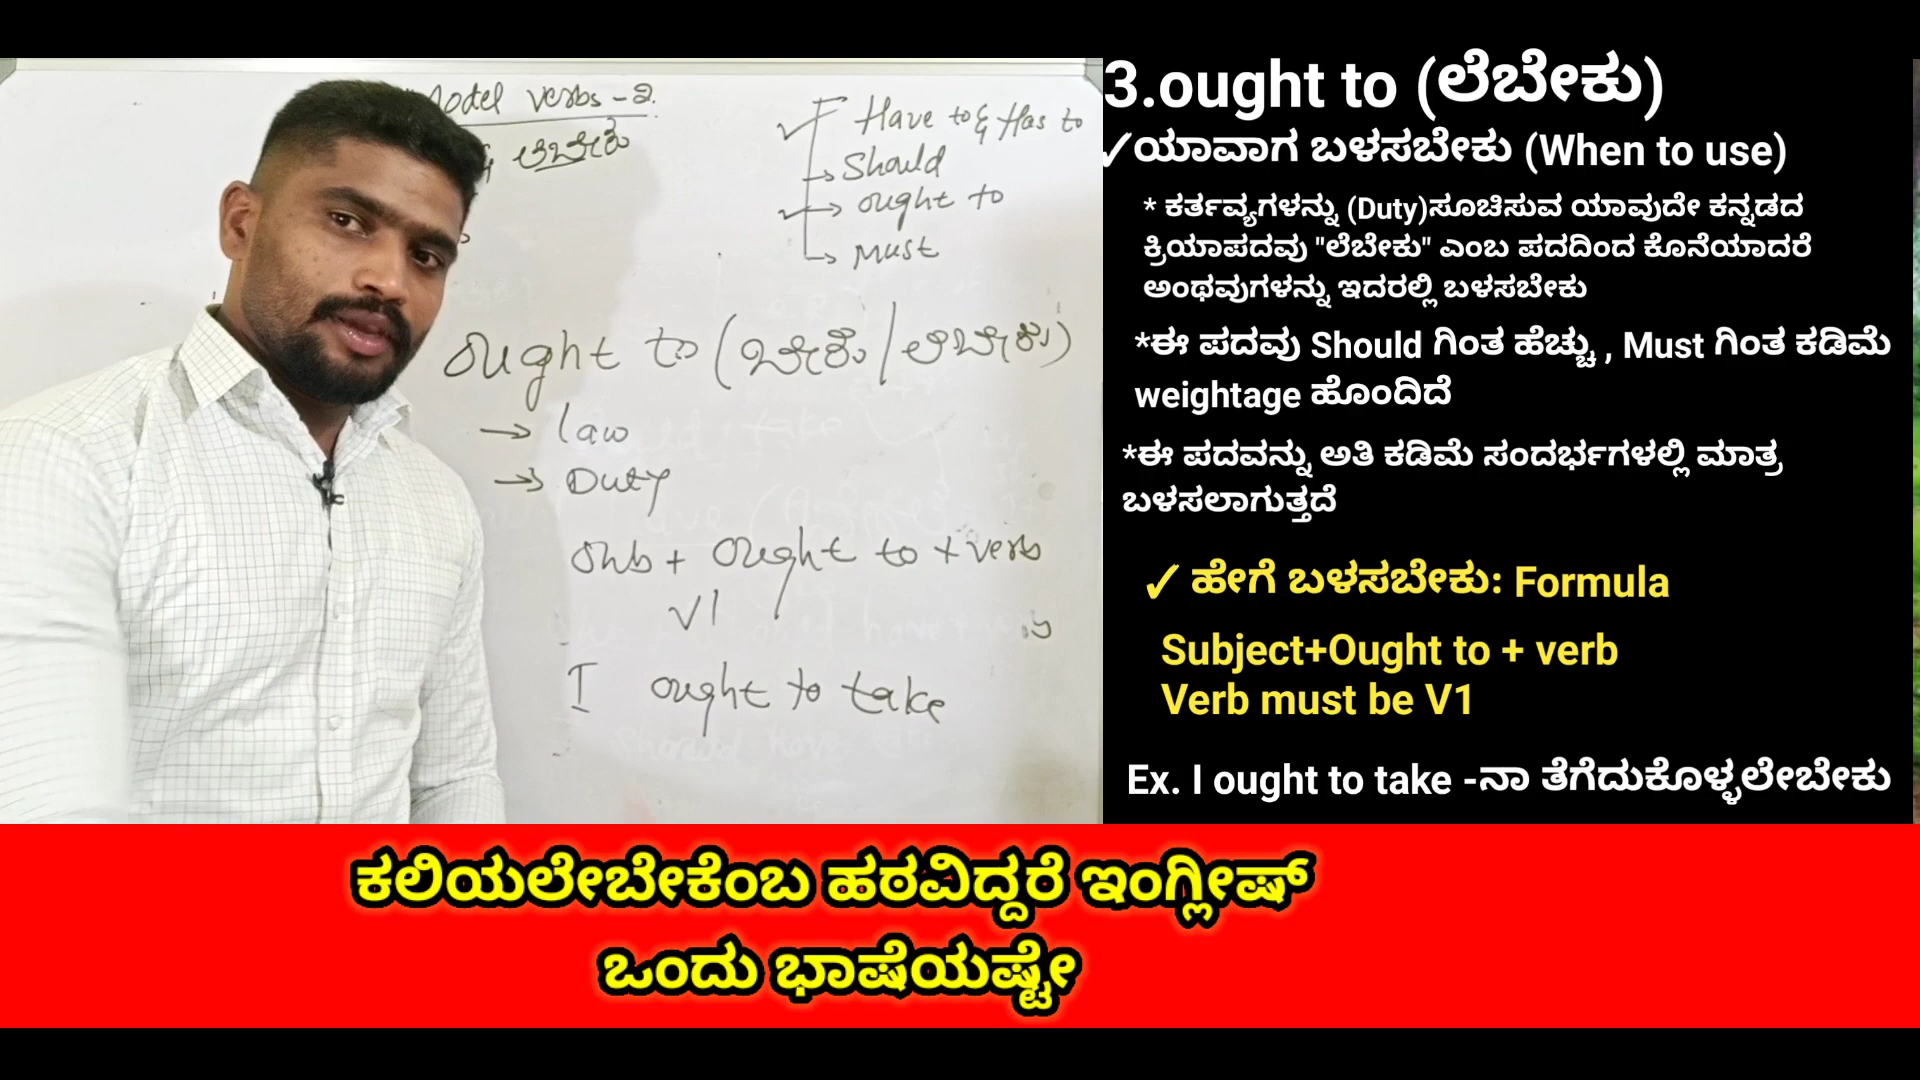 Model verbs - 2.
Have to & Has to
Should
ought to
Must
ought to (ಬೇಕು/ಲೆಬೇಕು)
→ law
→ Duty
sub + ought to + verb
V1
I ought to take
3.ought to (ಲೆಬೇಕು)
✓ಯಾವಾಗ ಬಳಸಬೇಕು (When to use)
* ಕರ್ತವ್ಯಗಳನ್ನು (Duty)ಸೂಚಿಸುವ ಯಾವುದೇ ಕನ್ನಡದ
ಕ್ರಿಯಾಪದವು "ಲೆಬೇಕು" ಎಂಬ ಪದದಿಂದ ಕೊನೆಯಾದರೆ
ಅಂಥವುಗಳನ್ನು ಇದರಲ್ಲಿ ಬಳಸಬೇಕು
*ಈ ಪದವು Should ಗಿಂತ ಹೆಚ್ಚು , Must ಗಿಂತ ಕಡಿಮೆ
weightage ಹೊಂದಿದೆ
*ಈ ಪದವನ್ನು ಅತಿ ಕಡಿಮೆ ಸಂದರ್ಭಗಳಲ್ಲಿ ಮಾತ್ರ
ಬಳಸಲಾಗುತ್ತದೆ
✓ ಹೇಗೆ ಬಳಸಬೇಕು: Formula
Subject+Ought to + verb
Verb must be V1
Ex. I ought to take -ನಾ ತೆಗೆದುಕೊಳ್ಳಲೇಬೇಕು
ಕಲಿಯಲೇಬೇಕೆಂಬ ಹಠವಿದ್ದರೆ ಇಂಗ್ಲೀಷ್
ಒಂದು ಭಾಷೆಯಷ್ಟೇ